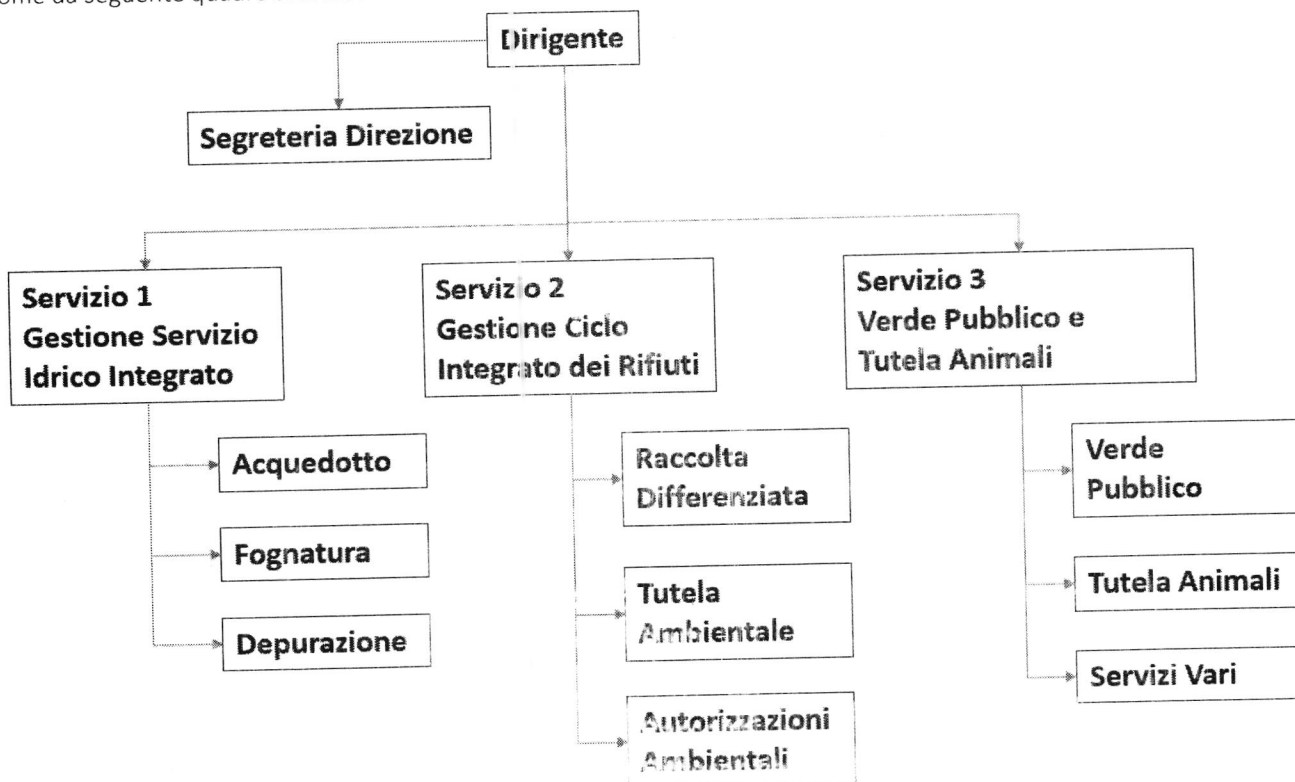 Dirigente
Segreteria Direzione
Servizio 1
Gestione Servizio
Idrico Integrato
Acquedotto
Fognatura
Depurazione
Servizio 2
Gestione Ciclo
Integrato dei Rifiuti
Raccolta
Differenziata
Tutela
Ambientale
Autorizzazioni
Ambientali
Servizio 3
Verde Pubblico e
Tutela Animali
Verde
Pubblico
Tutela Animali
Servizi Vari